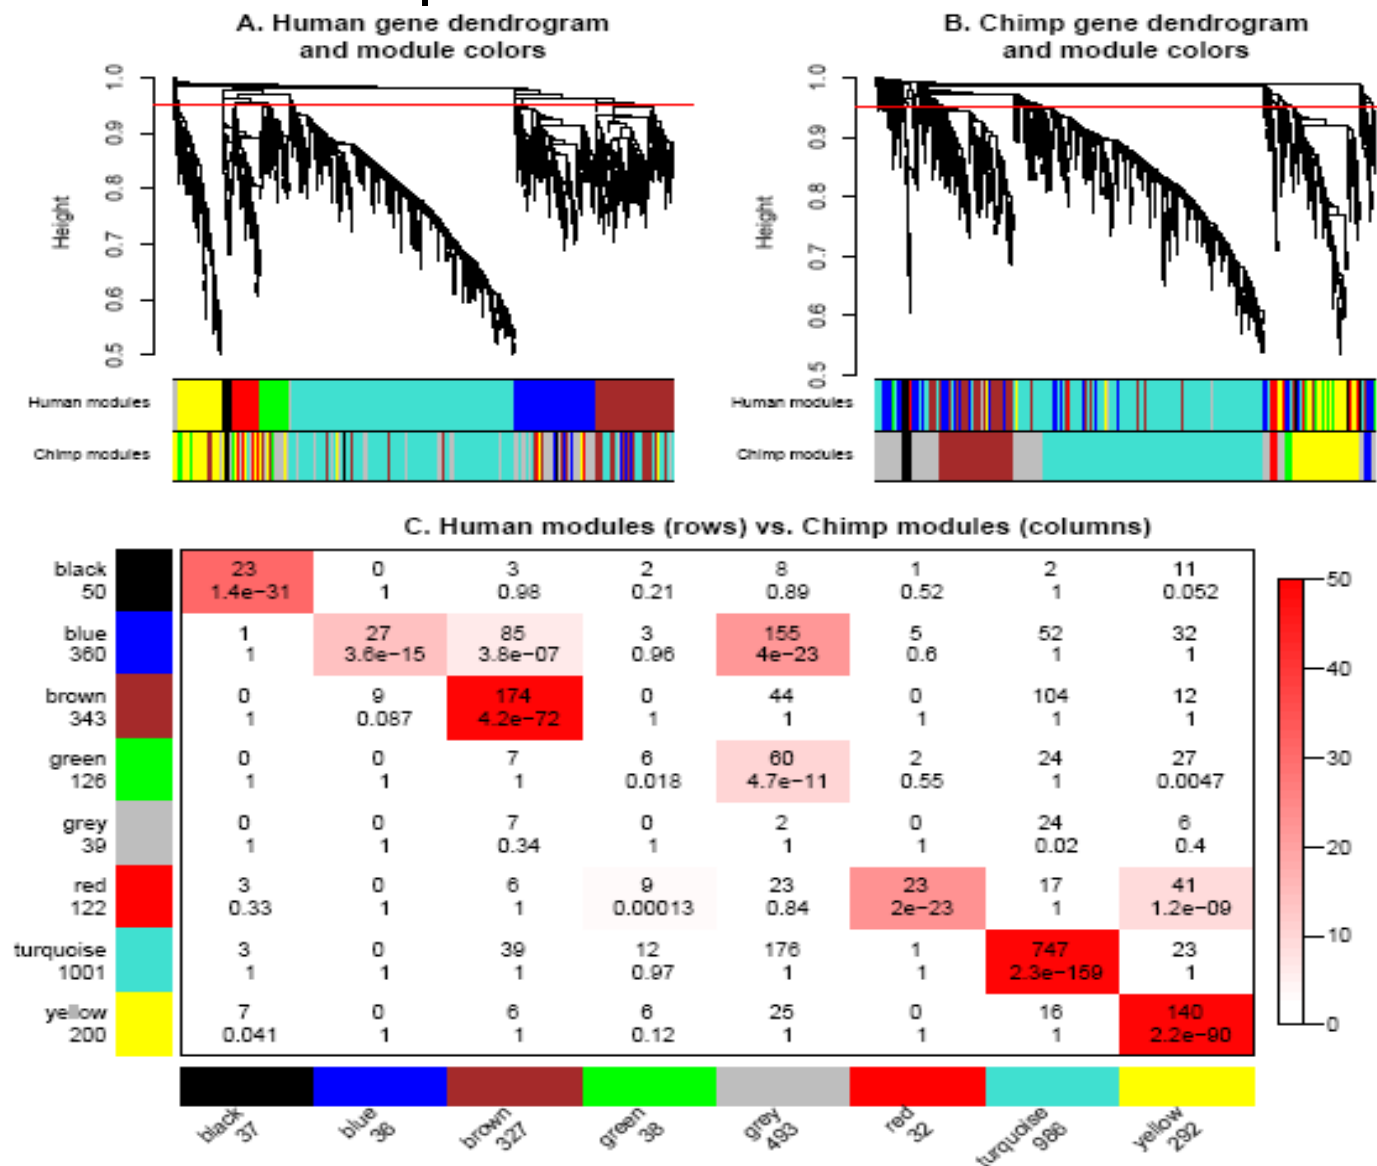 A. Human gene dendrogram
and module colors
B. Chimp gene dendrogram
and module colors
Height
1.0
0.9
0.8
0.7
0.6
0.5
Height
1.0
0.9
0.8
0.7
0.6
0.5
Human modules
Chimp modules
Human modules
Chimp modules
C. Human modules (rows) vs. Chimp modules (columns)
black 23 0 3 2 8 1 2 11
50 1.4e−31 1 0.98 0.21 0.89 0.52 1 0.052
blue 1 27 85 3 155 5 52 32
360 1 3.6e−15 3.8e−07 0.96 4e−23 0.6 1 1
brown 0 9 174 0 44 0 104 12
343 1 0.087 4.2e−72 1 1 1 1 1
green 0 0 7 6 60 2 24 27
126 1 1 1 0.018 4.7e−11 0.55 1 0.0047
grey 0 0 7 0 2 0 24 6
39 1 1 0.34 1 1 1 0.02 0.4
red 3 0 6 9 23 23 17 41
122 0.33 1 1 0.00013 0.84 2e−23 1 1.2e−09
turquoise 3 0 39 12 176 1 747 23
1001 1 1 1 0.97 1 1 2.3e−159 1
yellow 7 0 6 6 25 0 16 140
200 0.041 1 1 0.12 1 1 1 2.2e−90
50
40
30
20
10
0
black
37
blue
36
brown
327
green
38
grey
493
red
32
turquoise
986
yellow
292